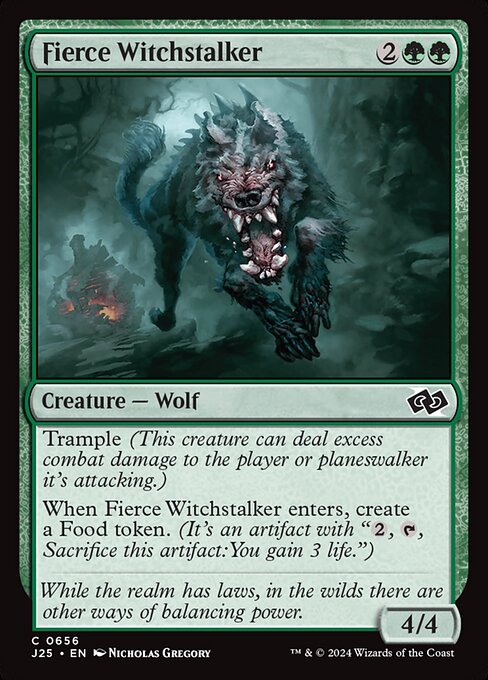 Fierce Witchstalker 2
Creature — Wolf
Trample (This creature can deal excess
combat damage to the player or planeswalker
it's attacking.)
When Fierce Witchstalker enters, create
a Food token. (It's an artifact with “2, ,
Sacrifice this artifact:You gain 3 life.”)
While the realm has laws, in the wilds there are
other ways of balancing power.
4/4
C 0656
J25 • EN Nicholas Gregory
™ & © 2024 Wizards of the Coast